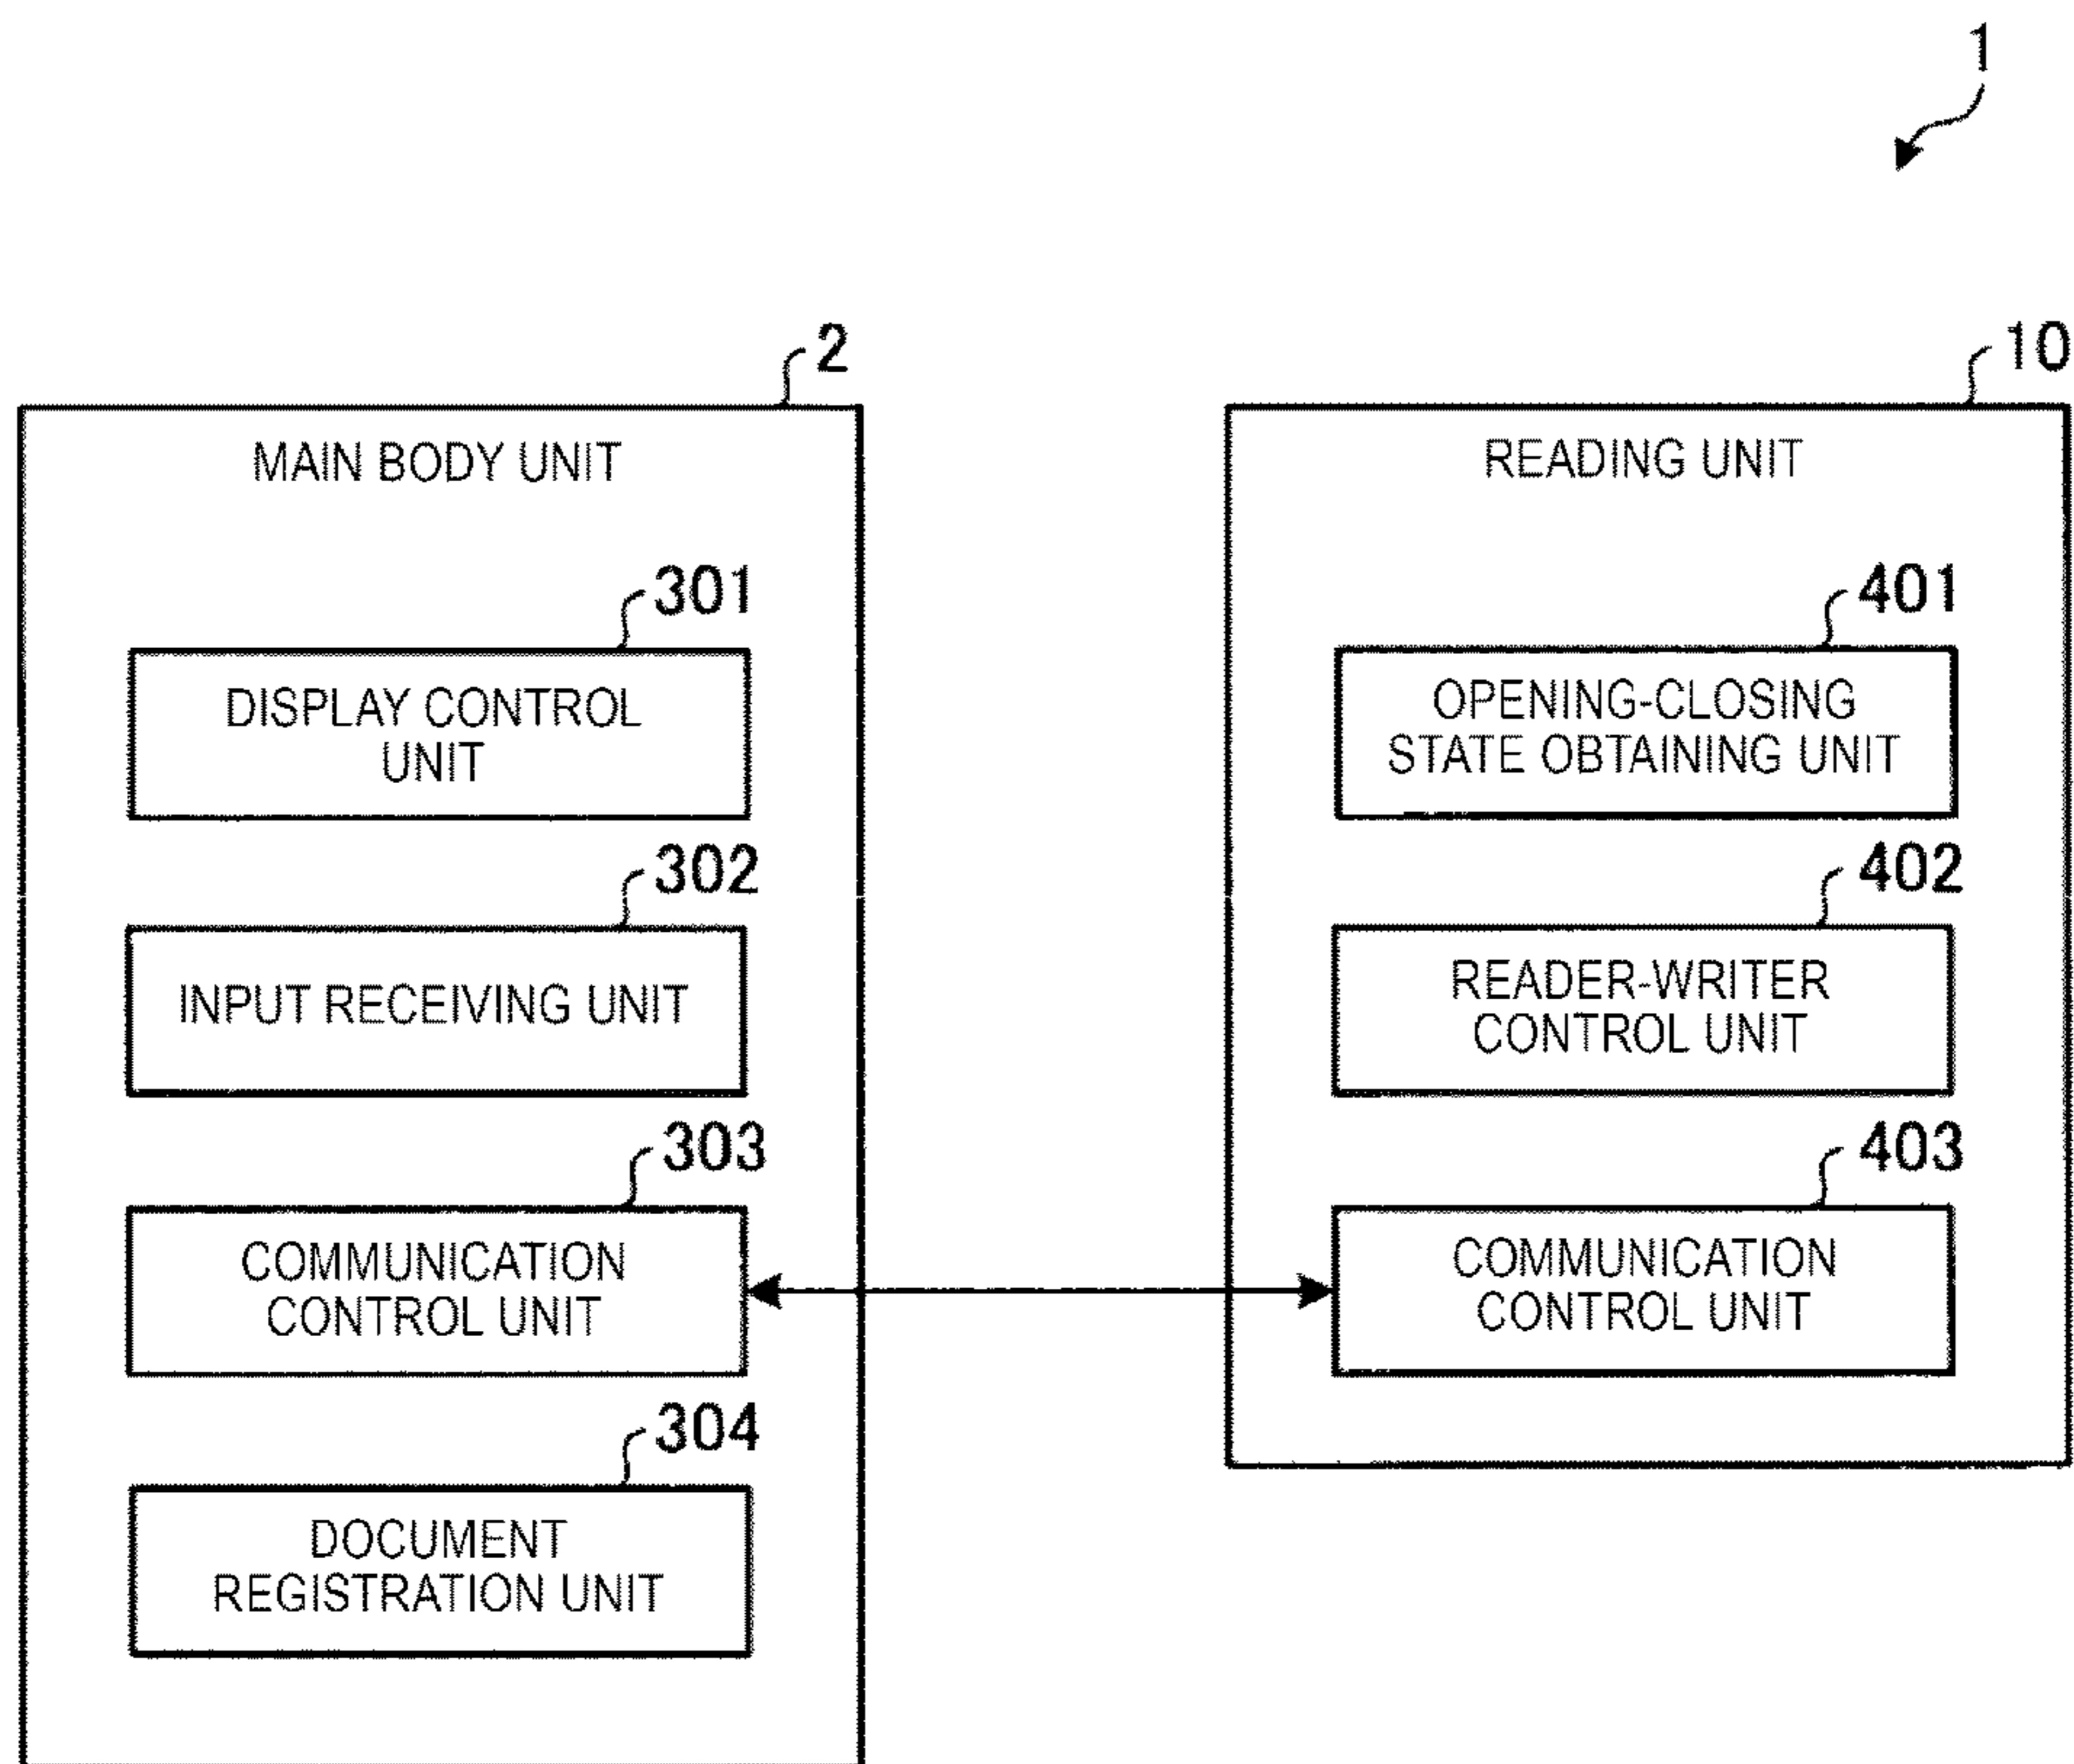 1
2
MAIN BODY UNIT
301
DISPLAY CONTROL
UNIT
302
INPUT RECEIVING UNIT
303
COMMUNICATION
CONTROL UNIT
304
DOCUMENT
REGISTRATION UNIT
10
READING UNIT
401
OPENING-CLOSING
STATE OBTAINING UNIT
402
READER-WRITER
CONTROL UNIT
403
COMMUNICATION
CONTROL UNIT